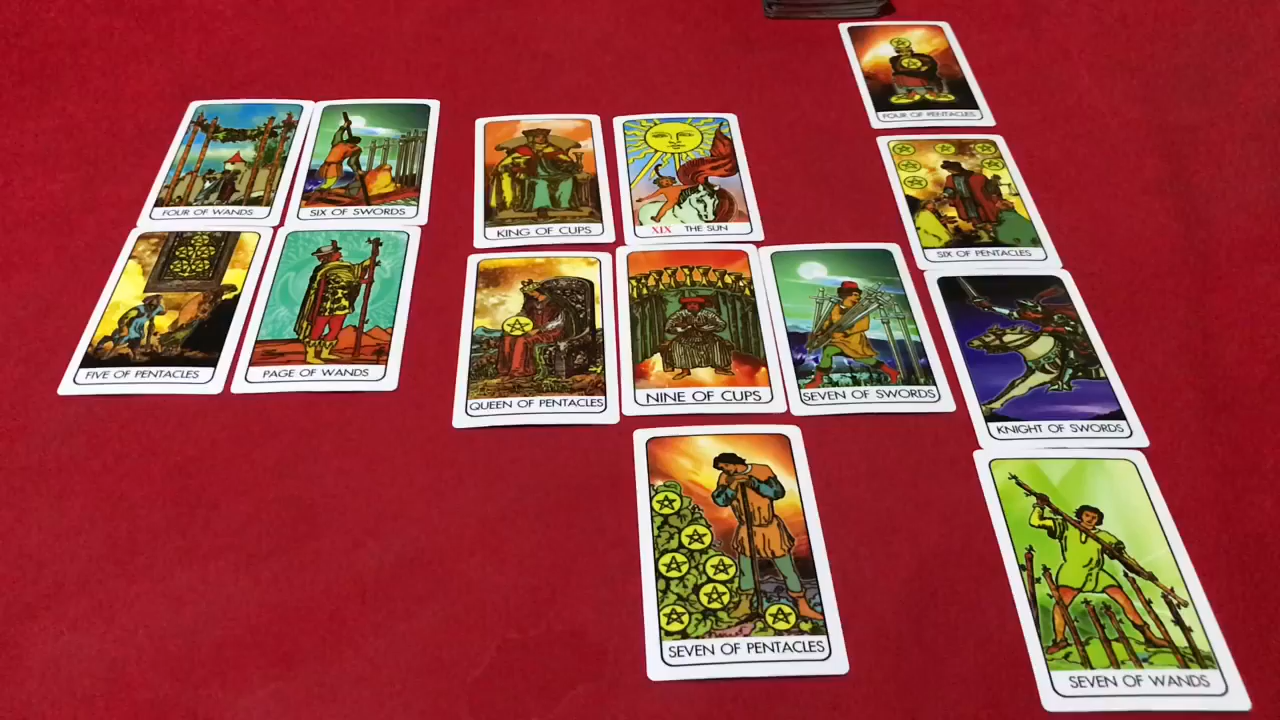 FOUR OF PENTACLES
FOUR OF WANDS
SIX OF SWORDS
KING OF CUPS
XIX THE SUN
SIX OF PENTACLES
FIVE OF PENTACLES
PAGE OF WANDS
QUEEN OF PENTACLES
NINE OF CUPS
SEVEN OF SWORDS
KNIGHT OF SWORDS
SEVEN OF PENTACLES
SEVEN OF WANDS